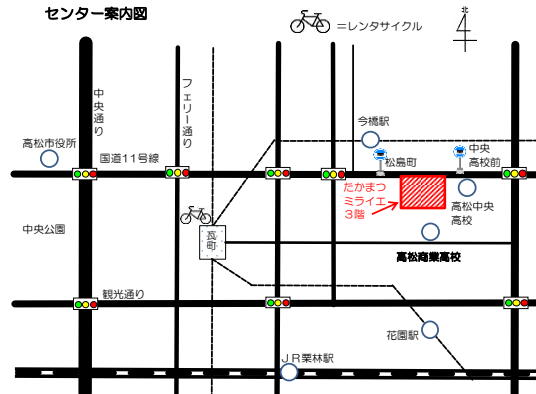 センター案内図
＝レンタサイクル
北
中央通り
フェリー通り
今橋駅
高松市役所
国道11号線
松島町
中央
高校前
たかまつ
ミライエ
３階
高松中央
高校
中央公園
瓦町
高松商業高校
観光通り
花園駅
ＪＲ栗林駅